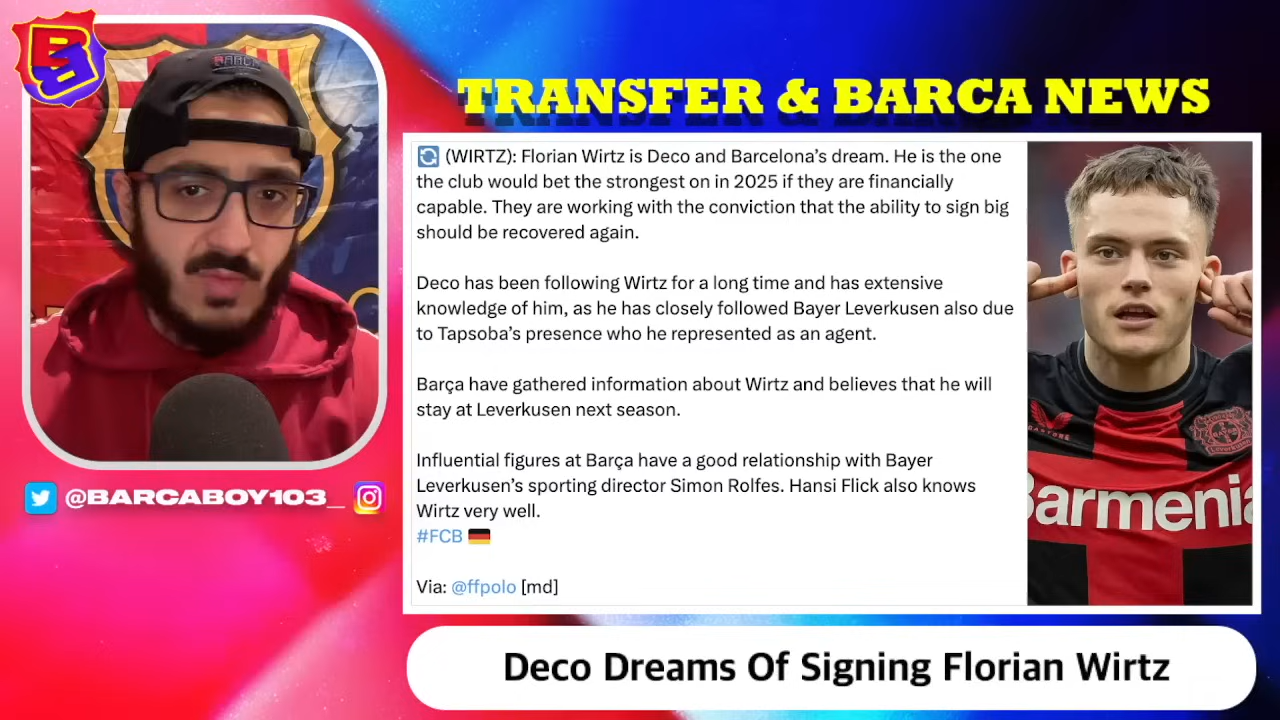 TRANSFER & BARCA NEWS
(WIRTZ): Florian Wirtz is Deco and Barcelona’s dream. He is the one
the club would bet the strongest on in 2025 if they are financially
capable. They are working with the conviction that the ability to sign big
should be recovered again.
Deco has been following Wirtz for a long time and has extensive
knowledge of him, as he has closely followed Bayer Leverkusen also due
to Tapsoba’s presence who he represented as an agent.
Barça have gathered information about Wirtz and believes that he will
stay at Leverkusen next season.
Influential figures at Barça have a good relationship with Bayer
Leverkusen’s sporting director Simon Rolfes. Hansi Flick also knows
Wirtz very well.
#FCB
Via: @ffpolo [md]
@BARCABOY103_
Barmenia
Deco Dreams Of Signing Florian Wirtz